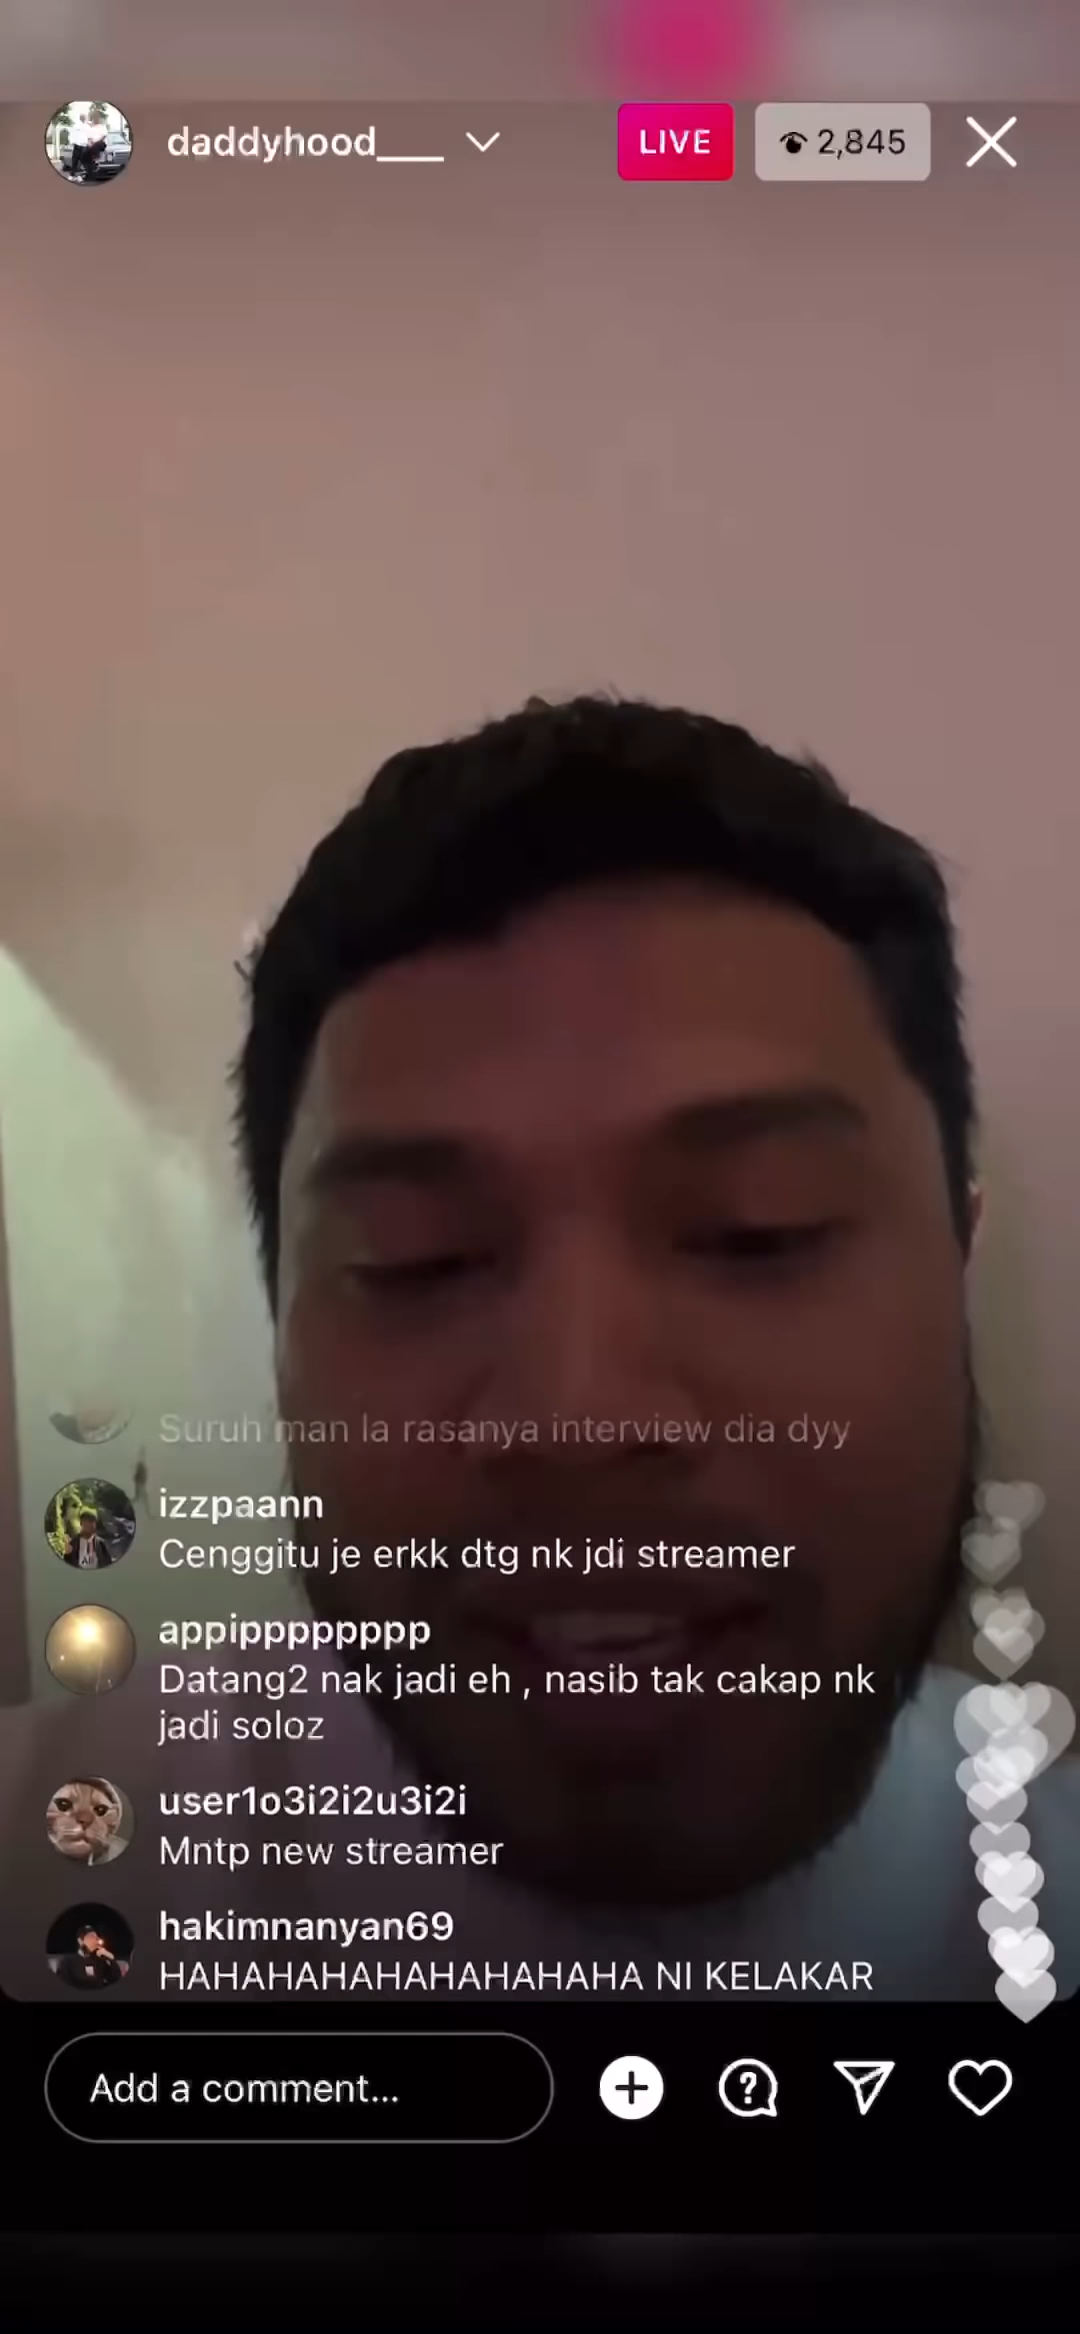 daddyhood___
LIVE
2,845
Suruh man la rasanya interview dia dyy
izzpaann
Cenggitu je erkk dtg nk jdi streamer
appipppppppp
Datang2 nak jadi eh , nasib tak cakap nk
jadi soloz
user1o3i2i2u3i2i
Mntp new streamer
hakimnanyan69
HAHAHAHAHAHAHAHAHA NI KELAKAR
Add a comment...